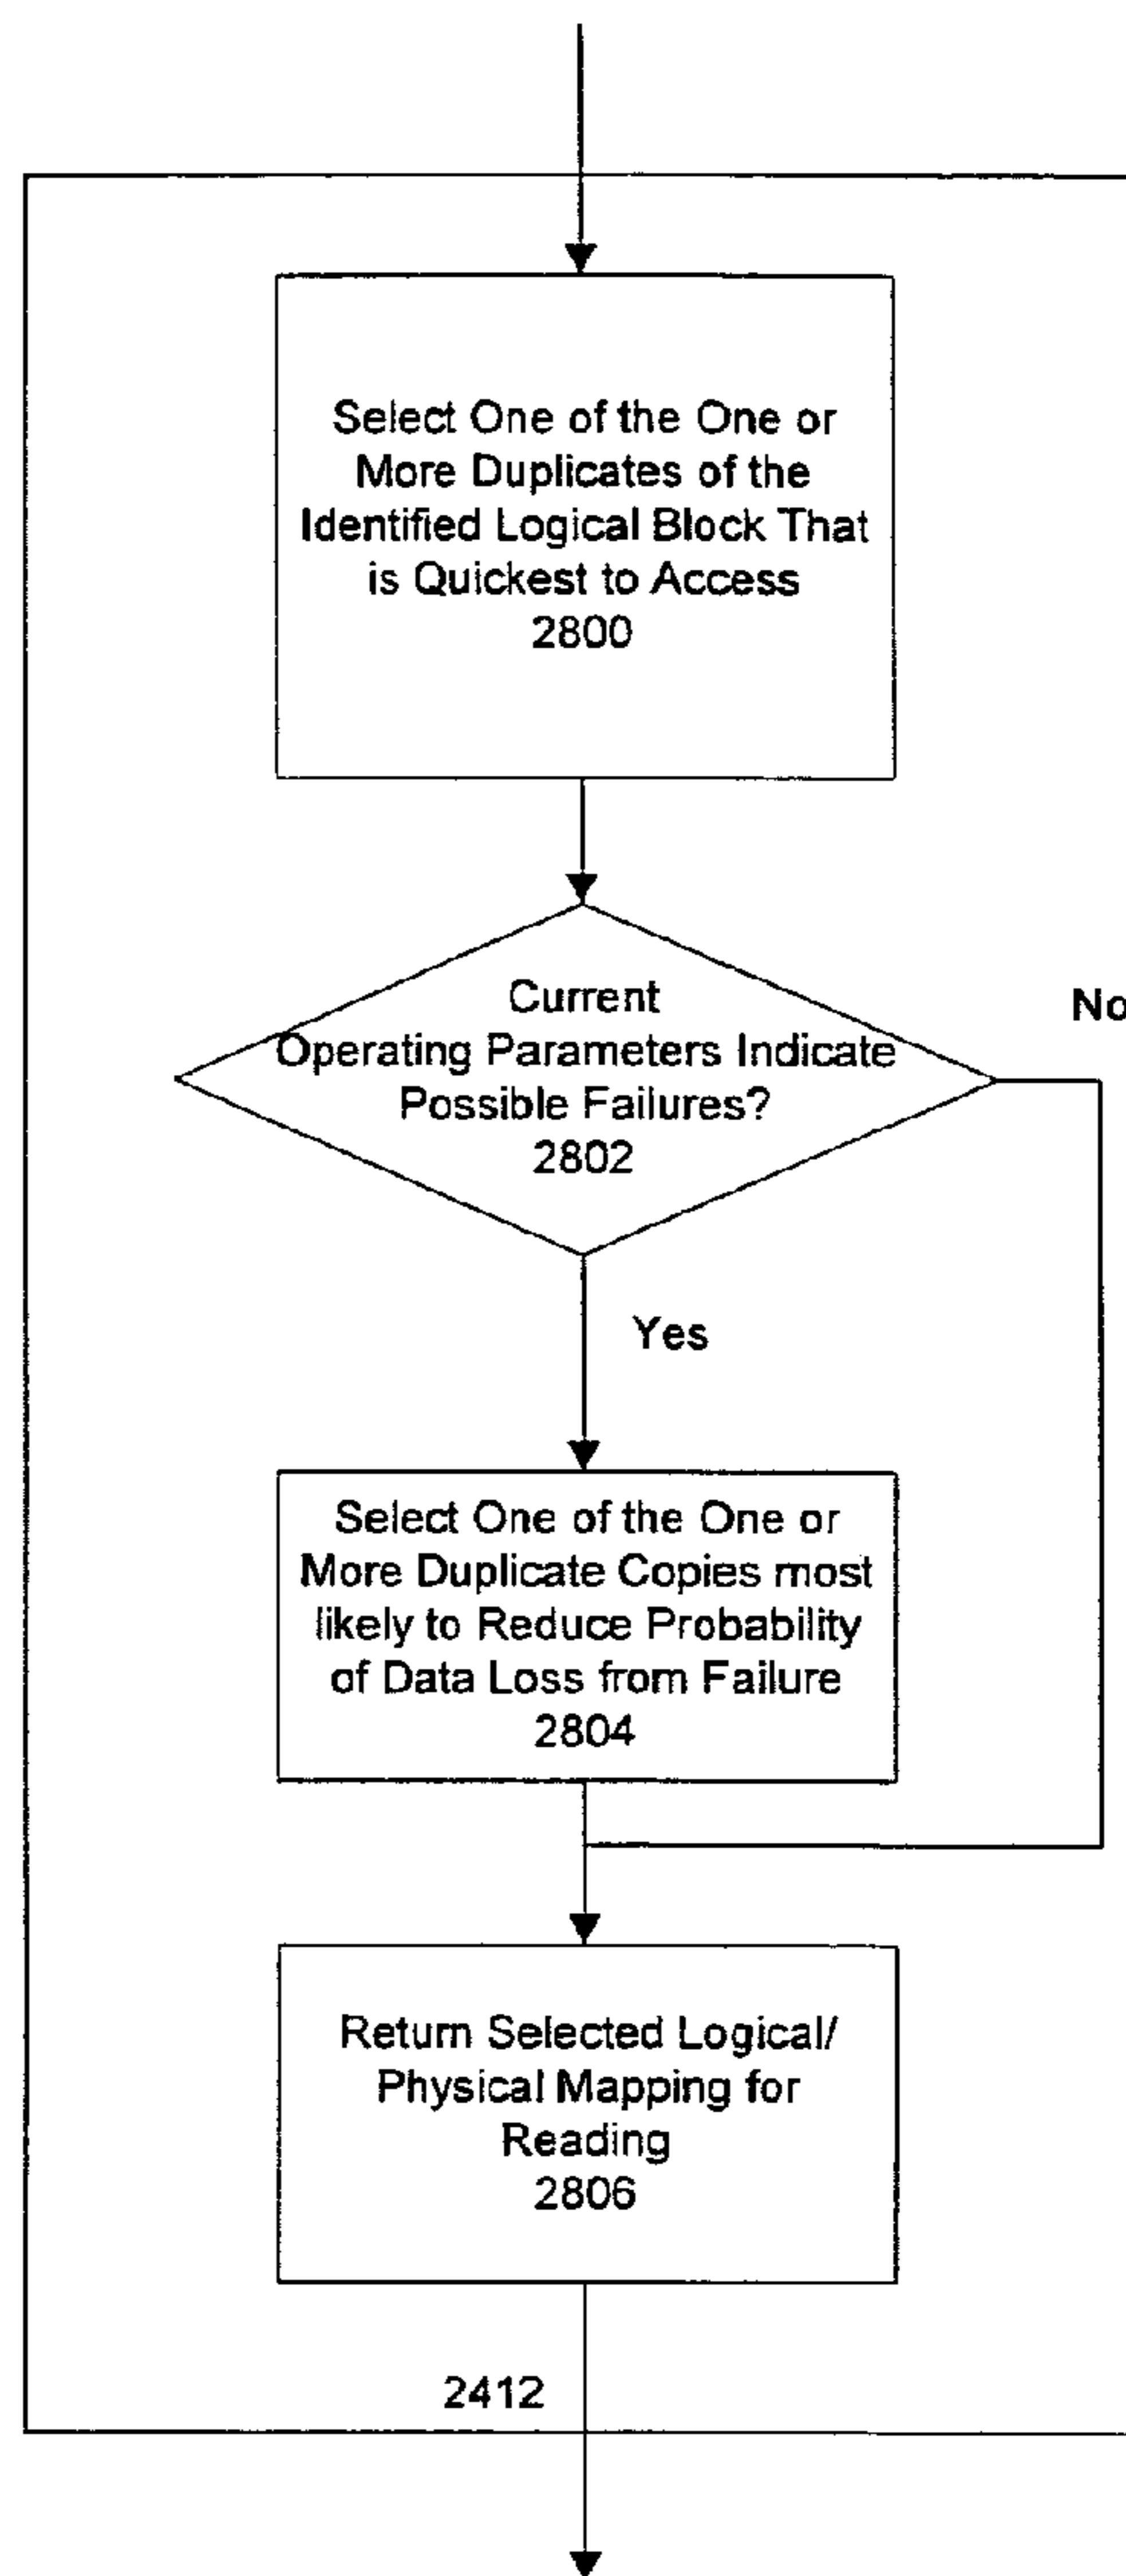 Select One of the One or
More Duplicates of the
Identified Logical Block That
is Quickest to Access
2800
Current
Operating Parameters Indicate
Possible Failures?
2802
No
Yes
Select One of the One or
More Duplicate Copies most
likely to Reduce Probability
of Data Loss from Failure
2804
Return Selected Logical/
Physical Mapping for
Reading
2806
2412